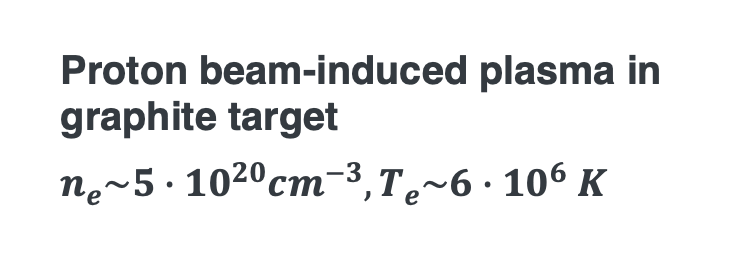 Proton beam-induced plasma in
graphite target
nₑ~5 · 10²⁰cm⁻³, Tₑ~6 · 10⁶ K